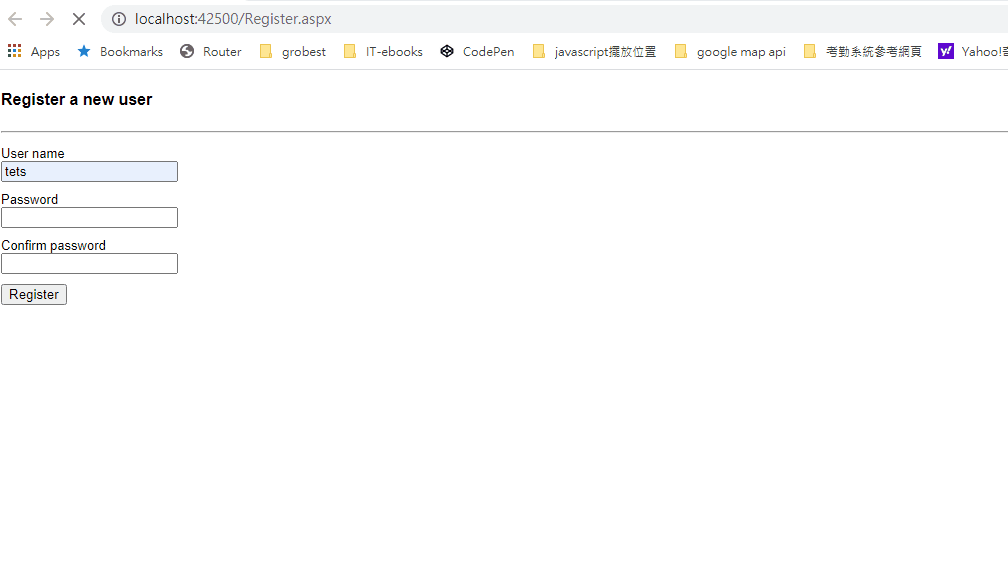 localhost:42500/Register.aspx
Apps Bookmarks Router grobest IT-ebooks CodePen javascript擺放位置 google map api 考勤系統參考網頁 Yahoo!
Register a new user
User name
tets
Password
Confirm password
Register